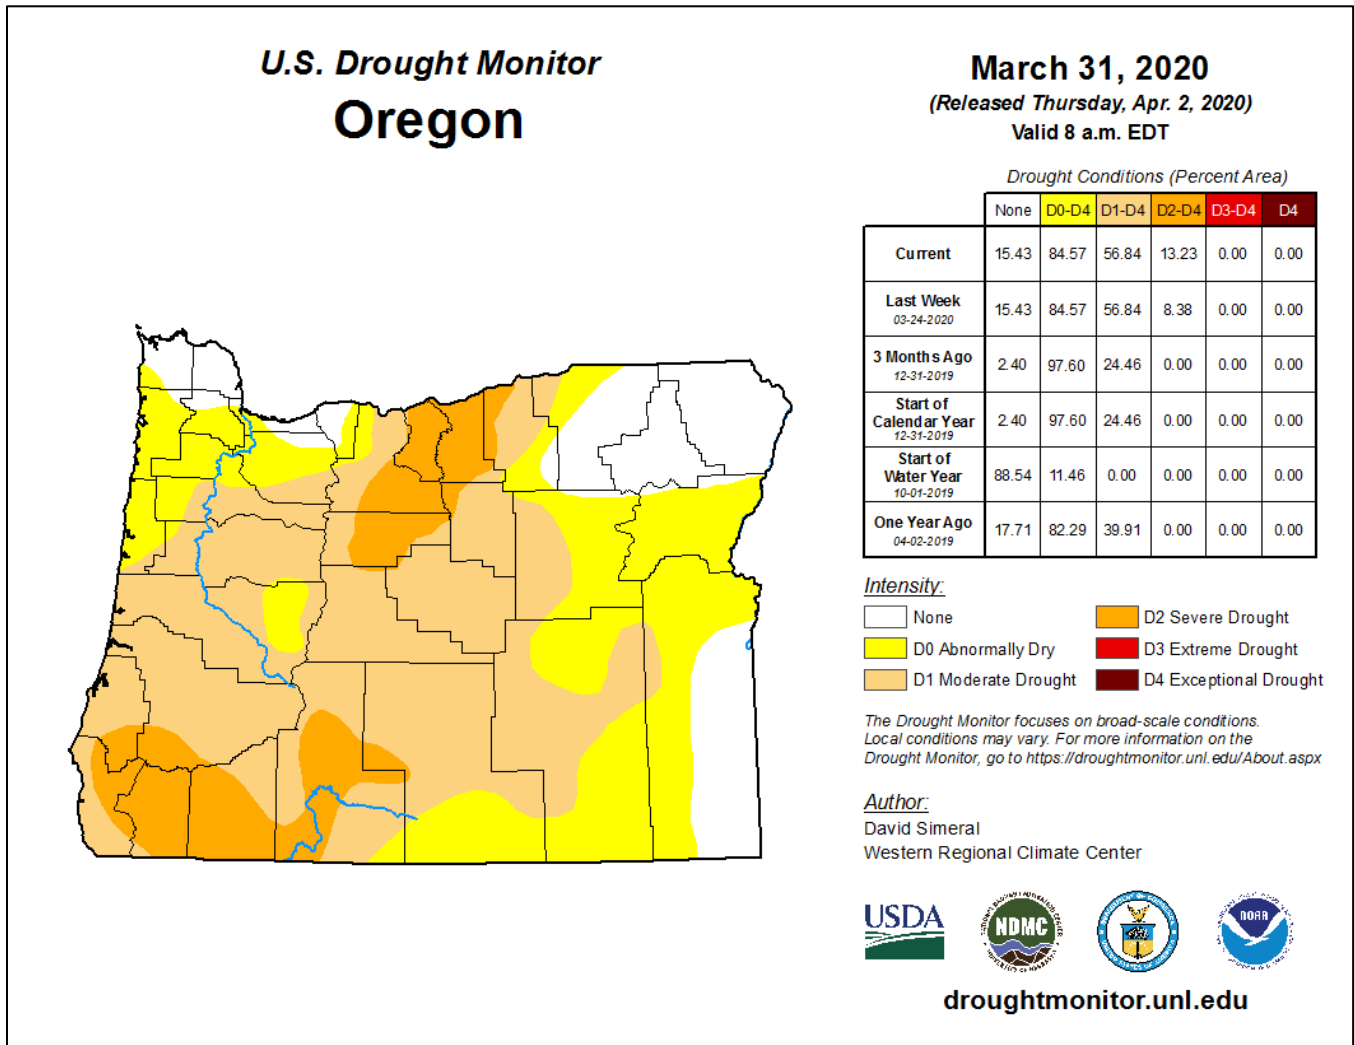 U.S. Drought Monitor
Oregon
March 31, 2020
(Released Thursday, Apr. 2, 2020)
Valid 8 a.m. EDT
Drought Conditions (Percent Area)
None D0-D4 D1-D4 D2-D4 D3-D4 D4
Current 15.43 84.57 56.84 13.23 0.00 0.00
Last Week
03-24-2020
15.43 84.57 56.84 8.38 0.00 0.00
3 Months Ago
12-31-2019
2.40 97.60 24.46 0.00 0.00 0.00
Start of
Calendar Year
12-31-2019
2.40 97.60 24.46 0.00 0.00 0.00
Start of
Water Year
10-01-2019
88.54 11.46 0.00 0.00 0.00 0.00
One Year Ago
04-02-2019
17.71 82.29 39.91 0.00 0.00 0.00
Intensity:
None
D0 Abnormally Dry
D1 Moderate Drought
D2 Severe Drought
D3 Extreme Drought
D4 Exceptional Drought
The Drought Monitor focuses on broad-scale conditions.
Local conditions may vary. For more information on the
Drought Monitor, go to https://droughtmonitor.unl.edu/About.aspx
Author:
David Simeral
Western Regional Climate Center
USDA
NDMC
NOAA
droughtmonitor.unl.edu